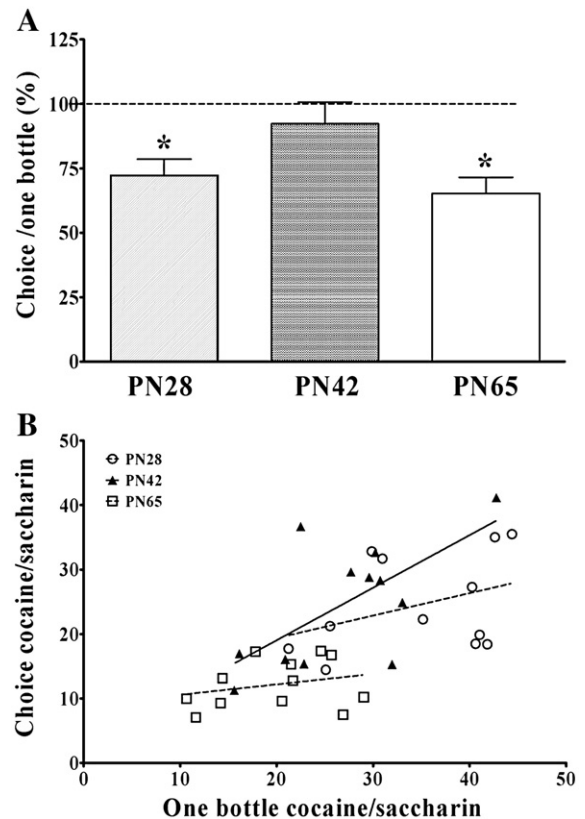 A
Choice /one bottle (%)
125
100
75
50
25
0
*
*
PN28
PN42
PN65
B
Choice cocaine/saccharin
50
40
30
20
10
0
PN28
PN42
PN65
0
10
20
30
40
50
One bottle cocaine/saccharin